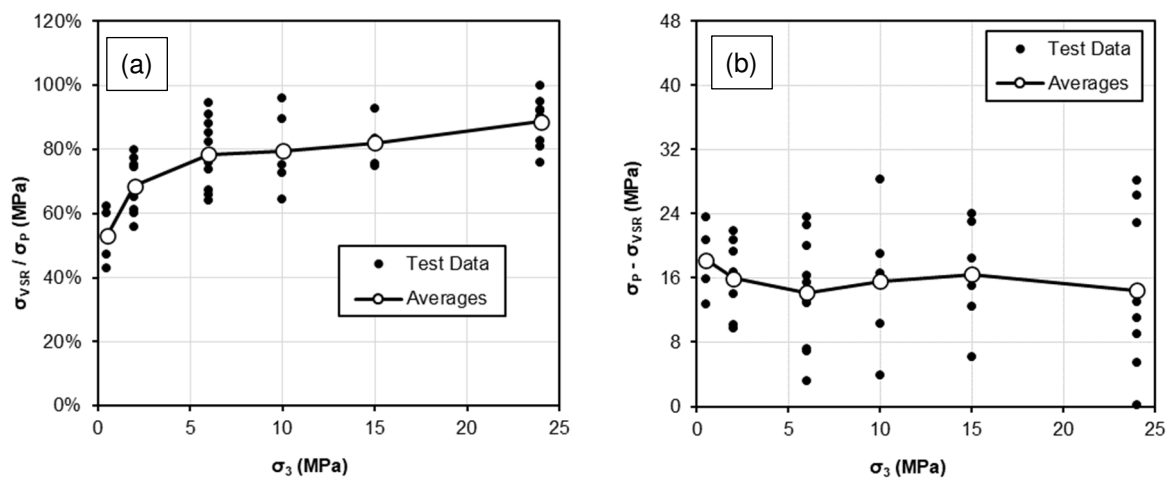 (a)
120%
100%
80%
60%
40%
20%
0%
0 5 10 15 20 25
σVSR / σP (MPa)
σ3 (MPa)
Test Data
Averages
(b)
48
40
32
24
16
8
0
0 5 10 15 20 25
σP - σVSR (MPa)
σ3 (MPa)
Test Data
Averages